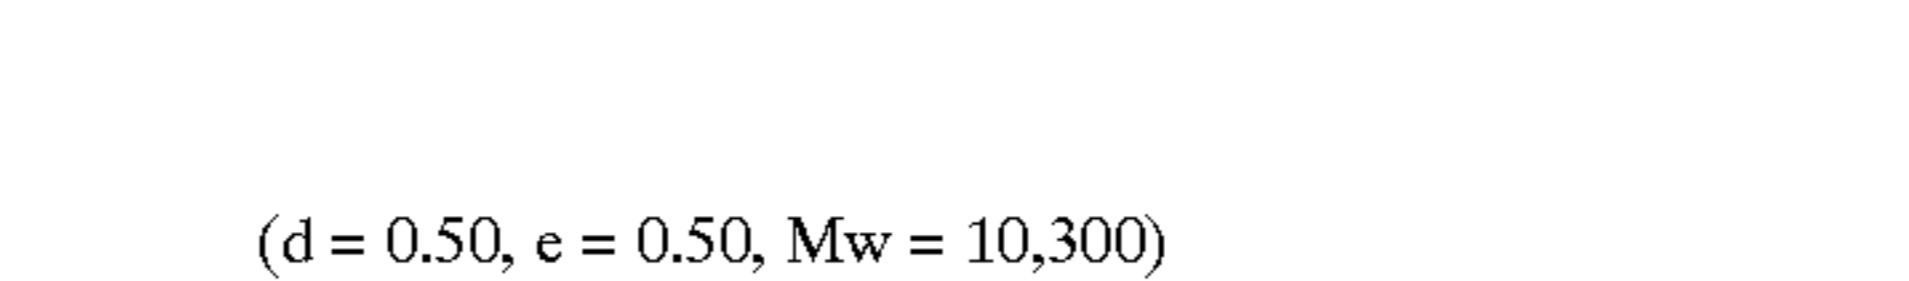 (d = 0.50, e = 0.50, Mw = 10,300)